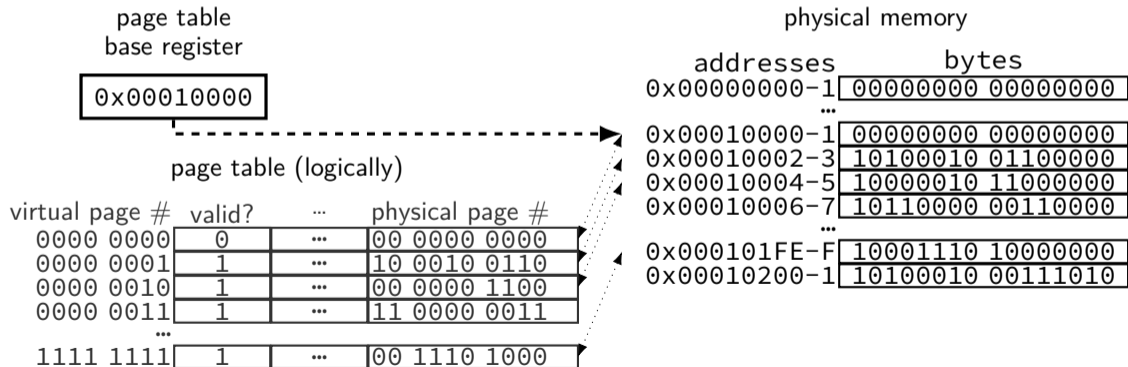 page table
base register
0x00010000
page table (logically)
virtual page # valid? ... physical page #
0000 0000 0 ... 00 0000 0000
0000 0001 1 ... 10 0010 0110
0000 0010 1 ... 00 0000 1100
0000 0011 1 ... 11 0000 0011
...
1111 1111 1 ... 00 1110 1000
physical memory
addresses bytes
0x00000000-1 00000000 00000000
...
0x00010000-1 00000000 00000000
0x00010002-3 10100010 01100000
0x00010004-5 10000010 11000000
0x00010006-7 10110000 00110000
...
0x000101FE-F 10001110 10000000
0x00010200-1 10100010 00111010